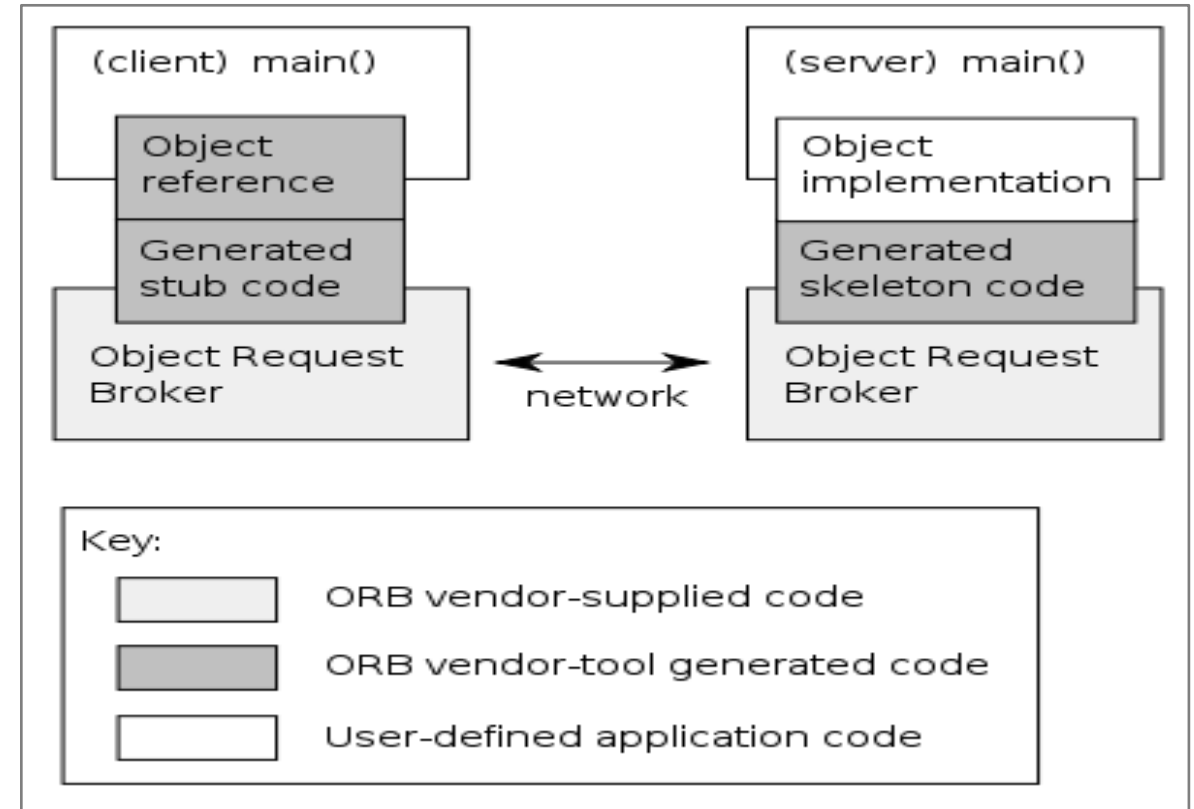 (client) main()
Object
reference
Generated
stub code
Object Request
Broker
network
(server) main()
Object
implementation
Generated
skeleton code
Object Request
Broker
Key:
ORB vendor-supplied code
ORB vendor-tool generated code
User-defined application code